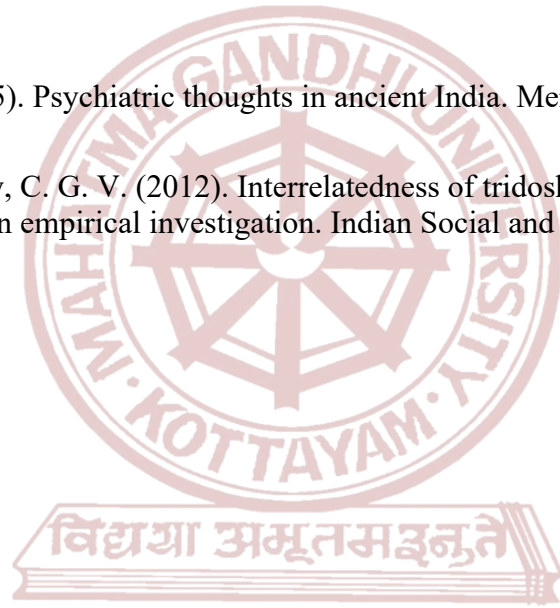 5). Psychiatric thoughts in ancient India. Me
MAHATMA GANDHI UNIVERSITY
, C. G. V. (2012). Interrelatedness of tridosh
n empirical investigation. Indian Social and
• KOTTAYAM •
विद्यया अमृतमश्नुते